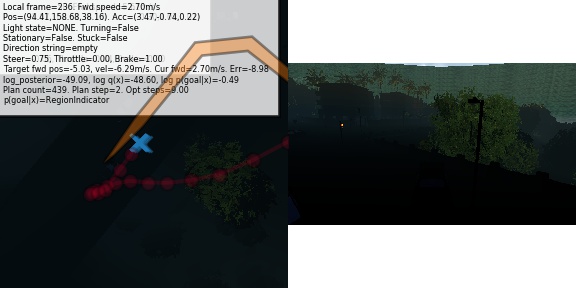 Local frame=236. Fwd speed=2.70m/s
Pos=(94.41,158.68,38.16). Acc=(3.47,-0.74,0.22)
Light state=NONE. Turning=False
Stationary=False. Stuck=False
Direction string=empty
Steer=0.75, Throttle=0.00, Brake=1.00
Target fwd pos=-5.03, vel=-6.29m/s. Cur fwd=2.70m/s. Err=-8.98
log_posterior=-49.09, log q(x)=-48.60, log p(goal|x)=-0.49
Plan count=439. Plan step=2. Opt steps=9.00
p(goal|x)=RegionIndicator